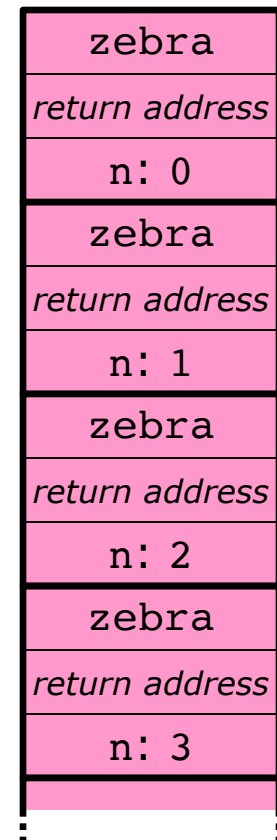 zebra
return address
n: 0
zebra
return address
n: 1
zebra
return address
n: 2
zebra
return address
n: 3